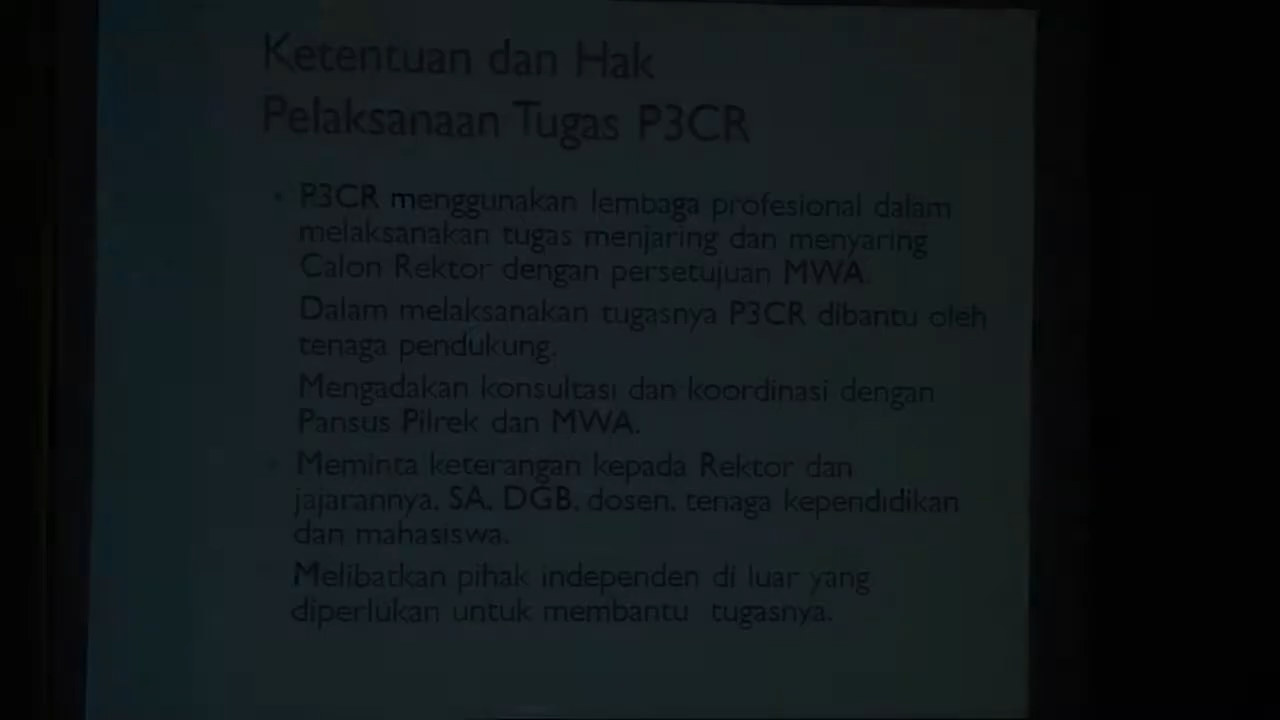 Ketentuan dan Hak
Pelaksanaan Tugas P3CR
• P3CR menggunakan lembaga profesional dalam
melaksanakan tugas menjaring dan menyaring
Calon Rektor dengan persetujuan MWA.
Dalam melaksanakan tugasnya P3CR dibantu oleh
tenaga pendukung.
Mengadakan konsultasi dan koordinasi dengan
Pansus Pilrek dan MWA.
• Meminta keterangan kepada Rektor dan
jajarannya, SA, DGB, dosen, tenaga kependidikan
dan mahasiswa.
Melibatkan pihak independen di luar yang
diperlukan untuk membantu tugasnya.